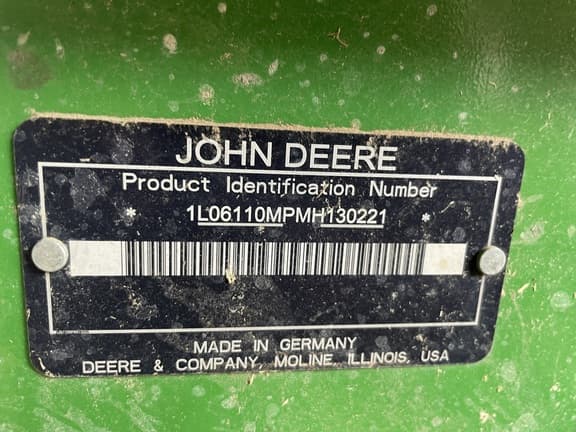 JOHN DEERE
Product Identification Number
* 1L06110MPMH130221 *
MADE IN GERMANY
DEERE & COMPANY, MOLINE, ILLINOIS, USA